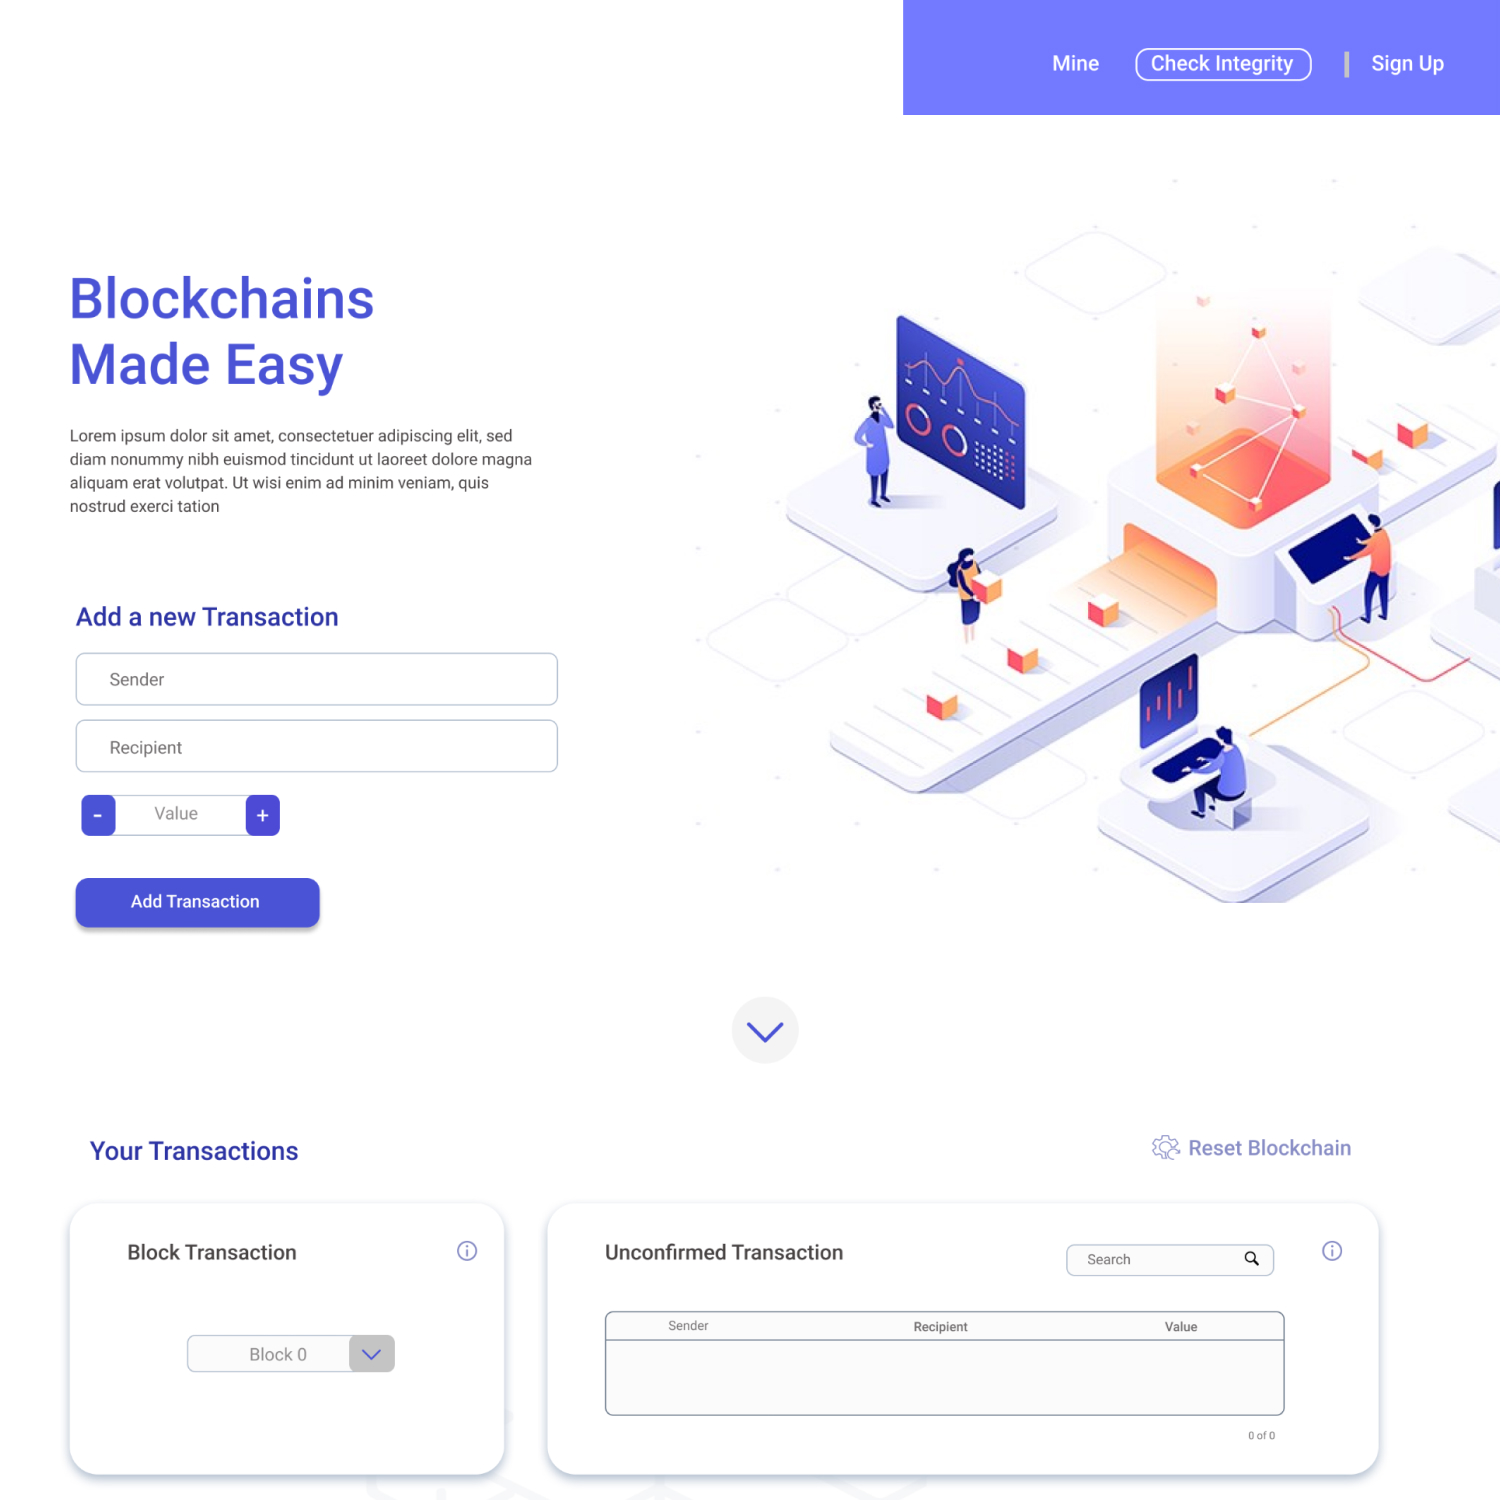 Mine
Check Integrity
Sign Up
Blockchains
Made Easy
Lorem ipsum dolor sit amet, consectetuer adipiscing elit, sed
diam nonummy nibh euismod tincidunt ut laoreet dolore magna
aliquam erat volutpat. Ut wisi enim ad minim veniam, quis
nostrud exerci tation
Add a new Transaction
Sender
Recipient
- Value +
Add Transaction
Your Transactions
Reset Blockchain
Block Transaction
Block 0
Unconfirmed Transaction
Search
Sender Recipient Value
0 of 0